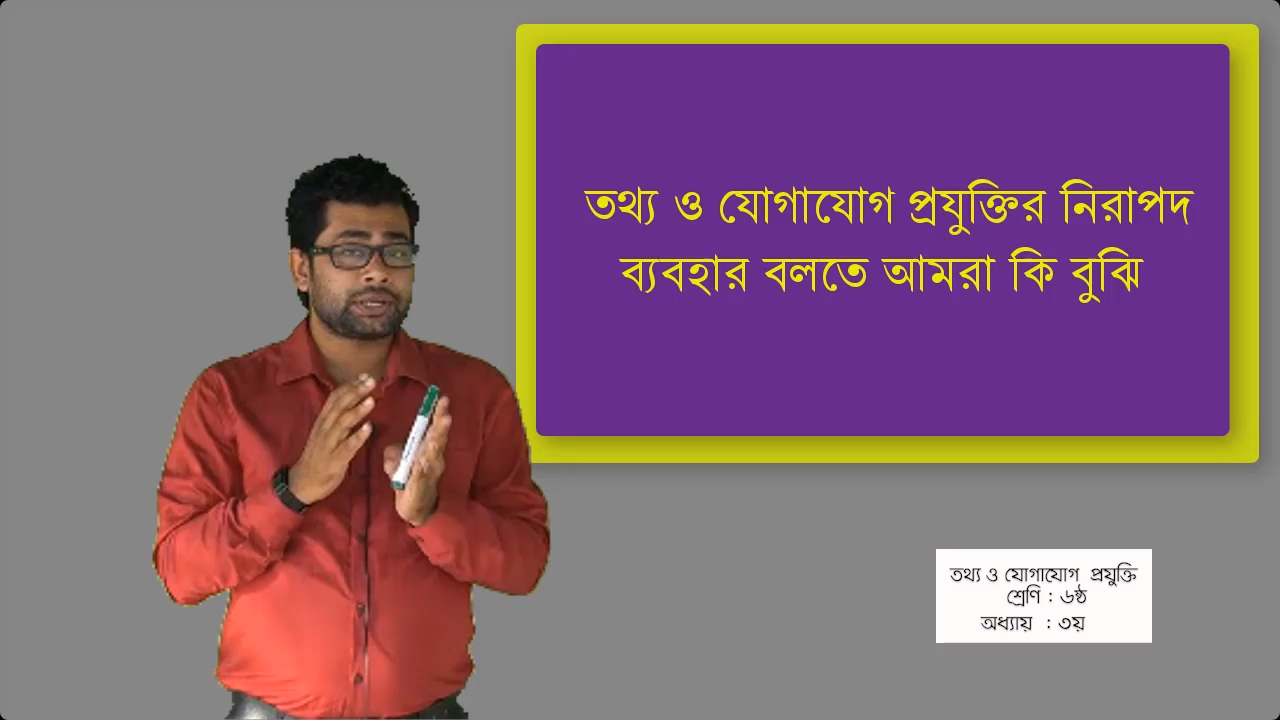 তথ্য ও যোগাযোগ প্রযুক্তির নিরাপদ
ব্যবহার বলতে আমরা কি বুঝি
তথ্য ও যোগাযোগ প্রযুক্তি
শ্রেণি : ৬ষ্ঠ
অধ্যায় : ৩য়